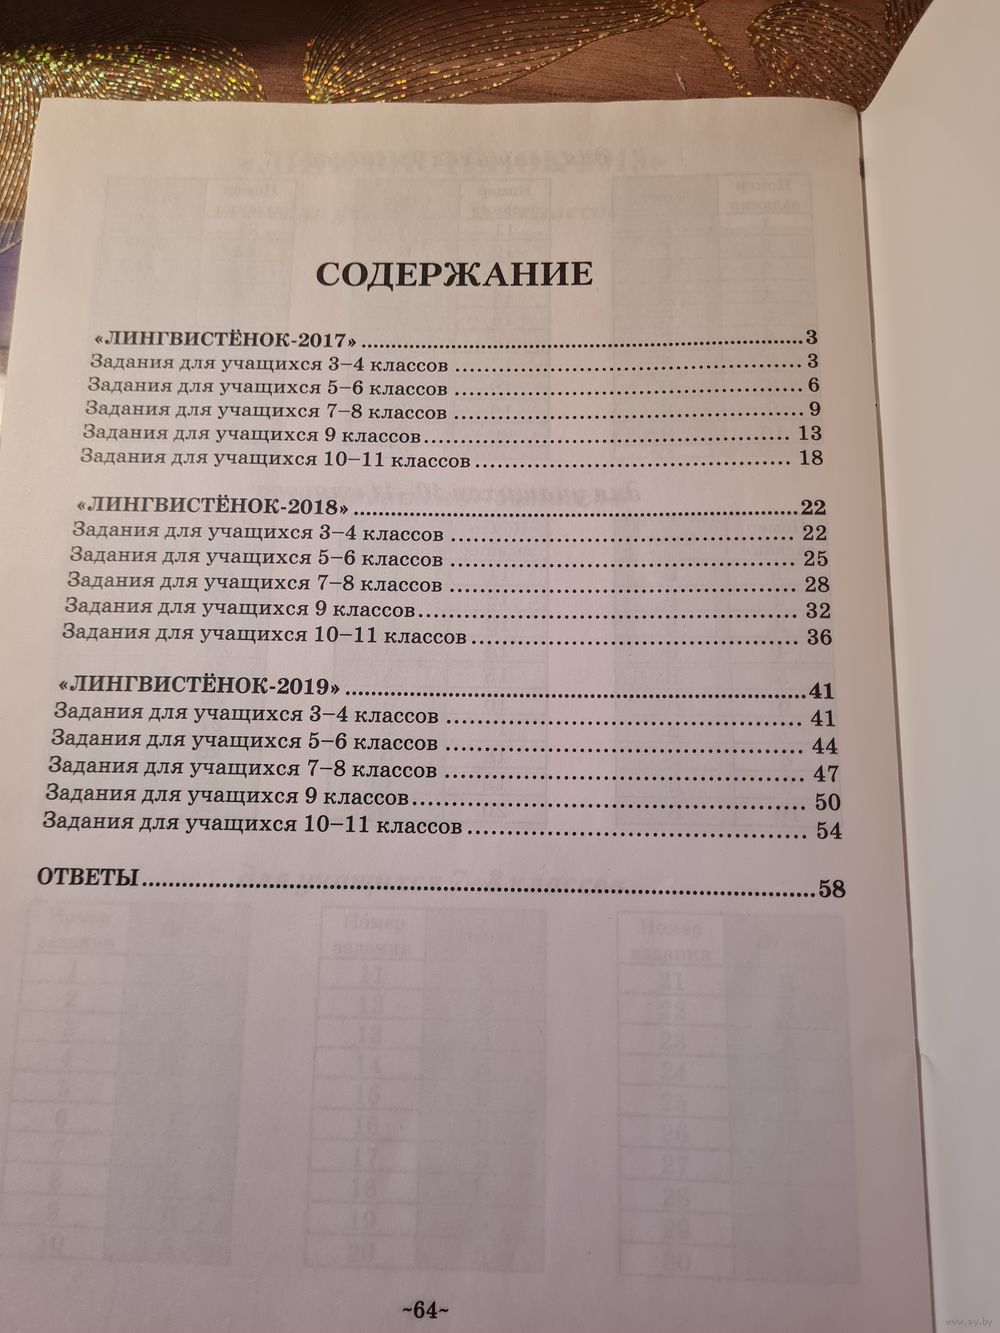 СОДЕРЖАНИЕ
«ЛИНГВИСТЁНОК-2017»........................................................3
Задания для учащихся 3–4 классов ............................................ 3
Задания для учащихся 5–6 классов ............................................ 6
Задания для учащихся 7–8 классов ............................................ 9
Задания для учащихся 9 классов............................................... 13
Задания для учащихся 10–11 классов........................................ 18
«ЛИНГВИСТЁНОК-2018»........................................................22
Задания для учащихся 3–4 классов ............................................ 22
Задания для учащихся 5–6 классов ............................................ 25
Задания для учащихся 7–8 классов ............................................ 28
Задания для учащихся 9 классов............................................... 32
Задания для учащихся 10–11 классов........................................ 36
«ЛИНГВИСТЁНОК-2019»........................................................41
Задания для учащихся 3–4 классов ............................................ 41
Задания для учащихся 5–6 классов ............................................ 44
Задания для учащихся 7–8 классов ............................................ 47
Задания для учащихся 9 классов............................................... 50
Задания для учащихся 10–11 классов........................................ 54
ОТВЕТЫ................................................................................58
~64~
www.ay.by